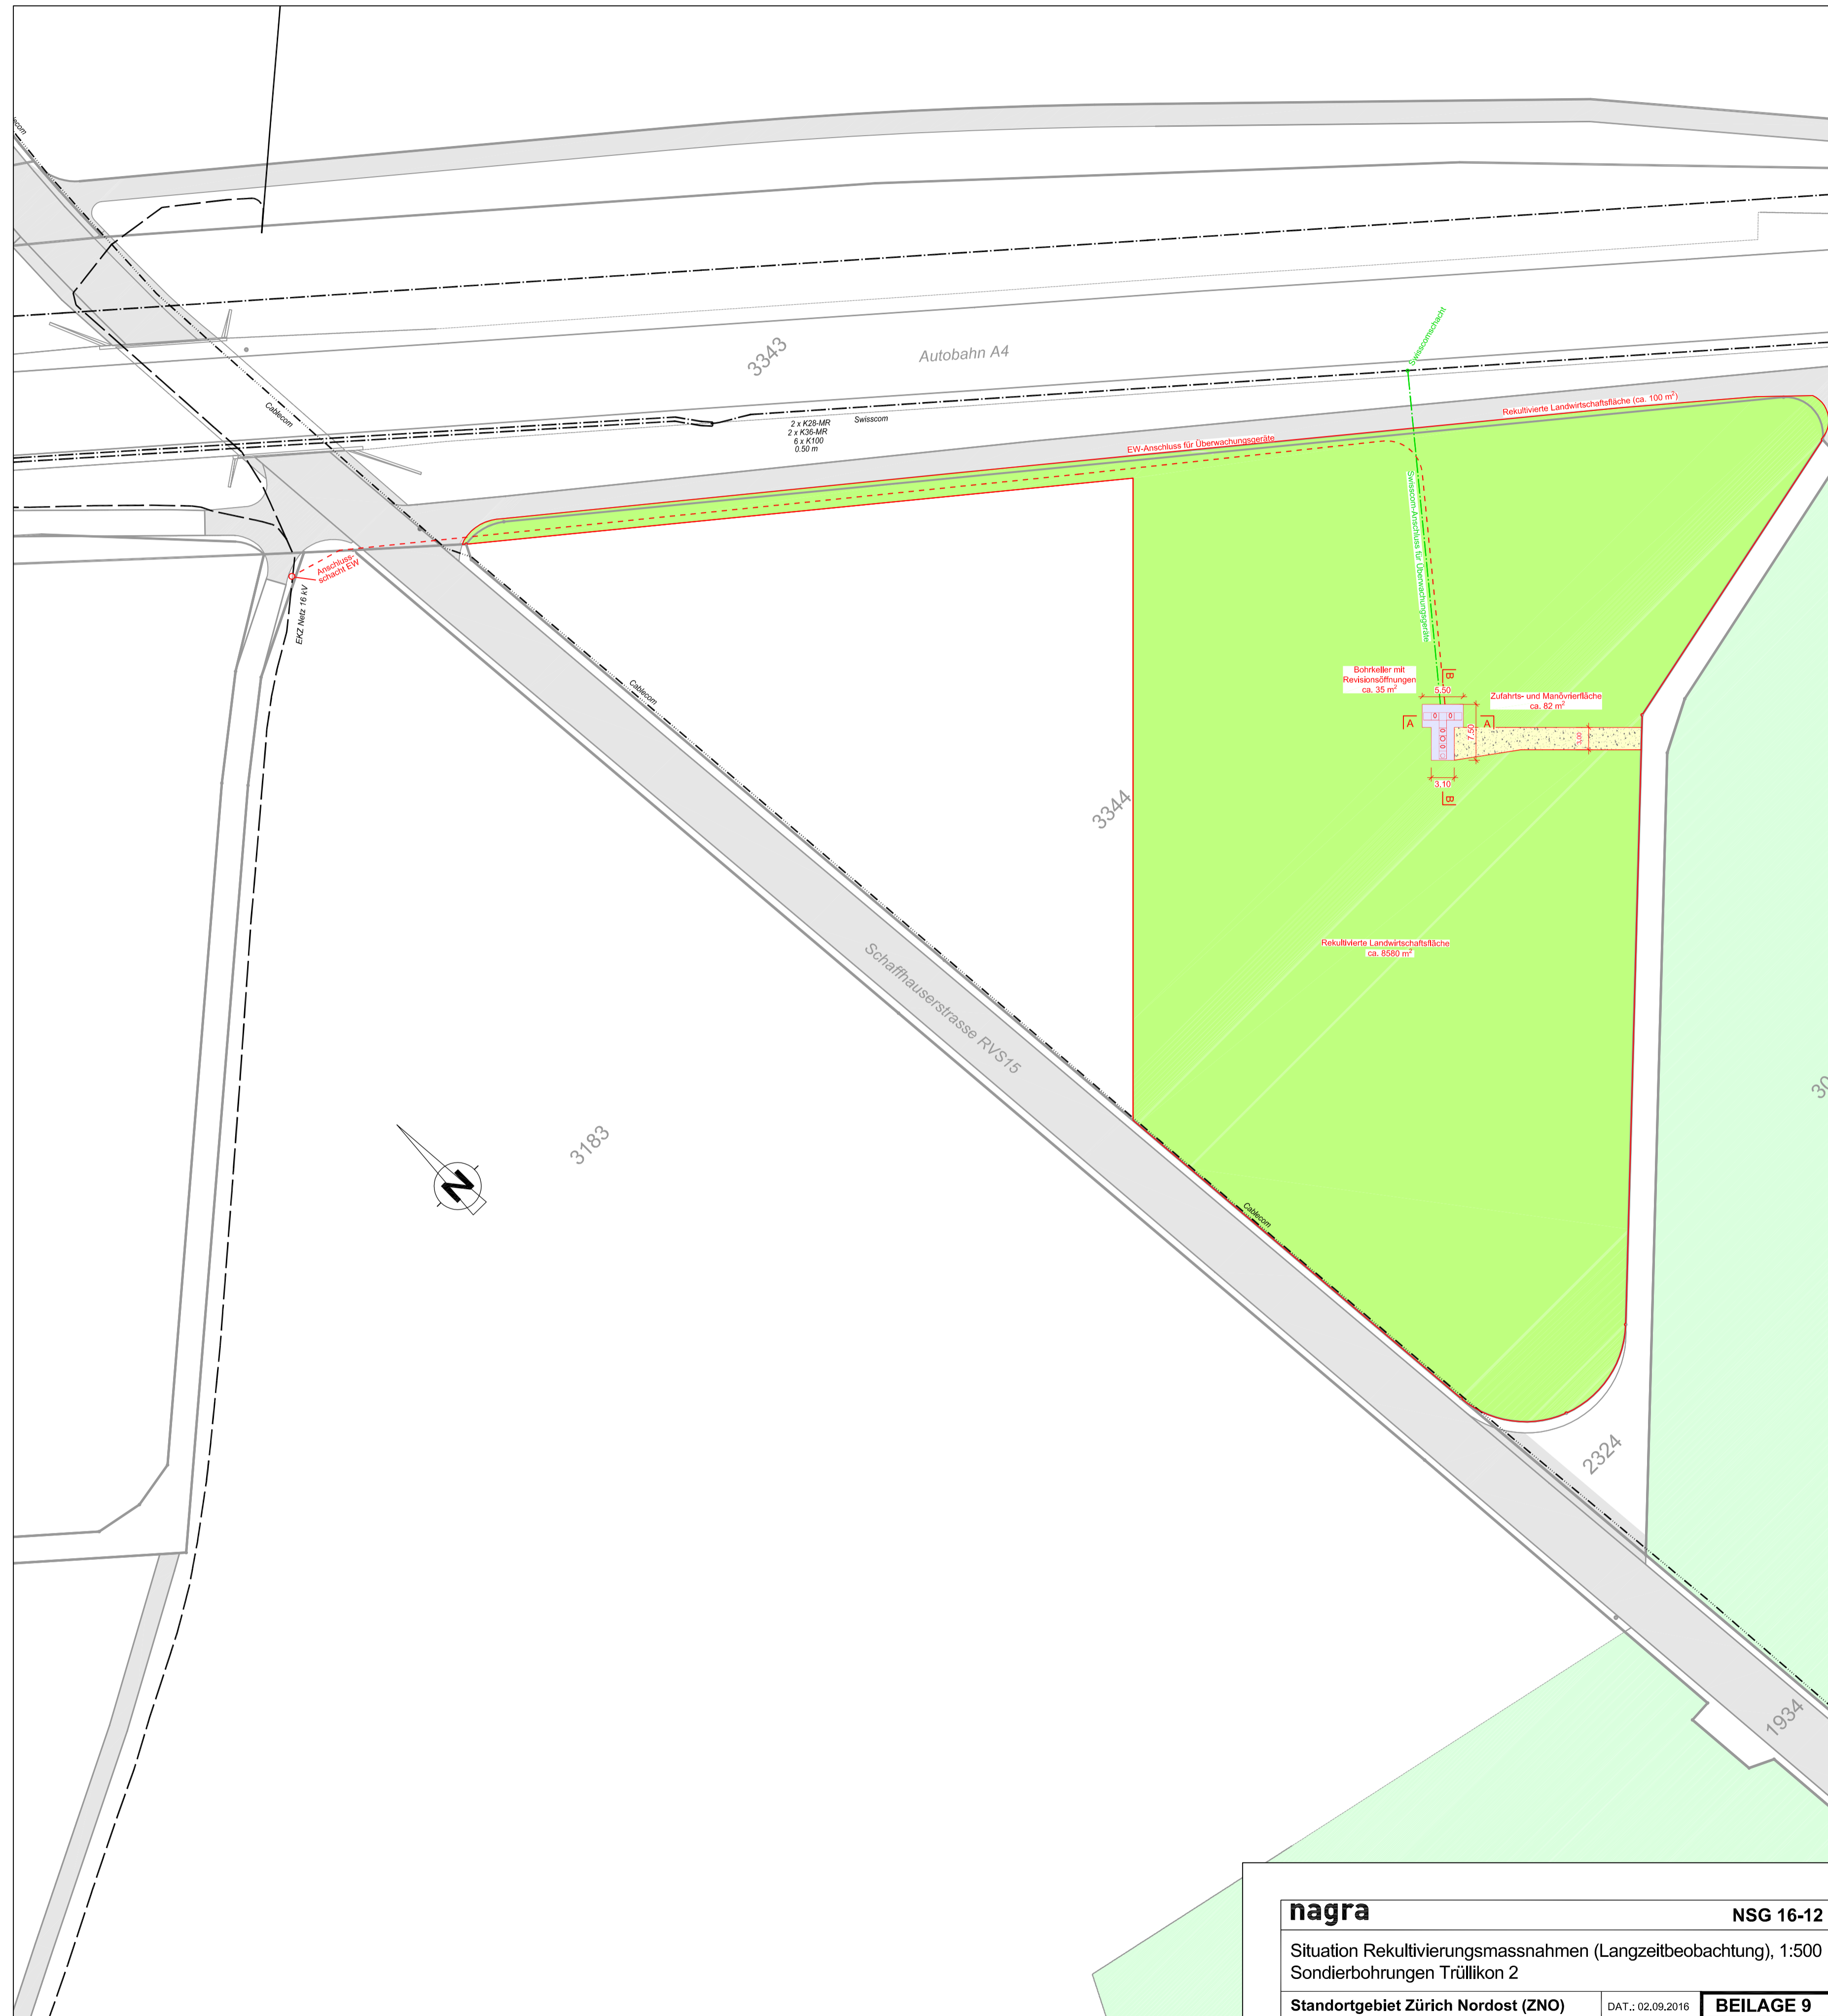 Cablecom
3343
Autobahn A4
Swisscomschacht
Cablecom
2 x K28-MR
2 x K36-MR
6 x K100
0.50 m
Swisscom
Rekultivierte Landwirtschaftsfläche (ca. 100 m²)
EW-Anschluss für Überwachungsgeräte
Swisscom-Anschluss für Überwachungsgeräte
Anschluss-
schacht EW
EKZ Netz 16 kV
Cablecom
Bohrkeller mit
Revisionsöffnungen
ca. 35 m²
B
5,50
Zufahrts- und Manövrierfläche
ca. 82 m²
A
A
7,50
3,00
3,10
B
3344
Rekultivierte Landwirtschaftsfläche
ca. 8580 m²
Schaffhauserstrasse RVS15
3183
N
Cablecom
2324
1934
nagra
NSG 16-12
Situation Rekultivierungsmassnahmen (Langzeitbeobachtung), 1:500
Sondierbohrungen Trüllikon 2
Standortgebiet Zürich Nordost (ZNO)
DAT.: 02.09.2016
BEILAGE 9